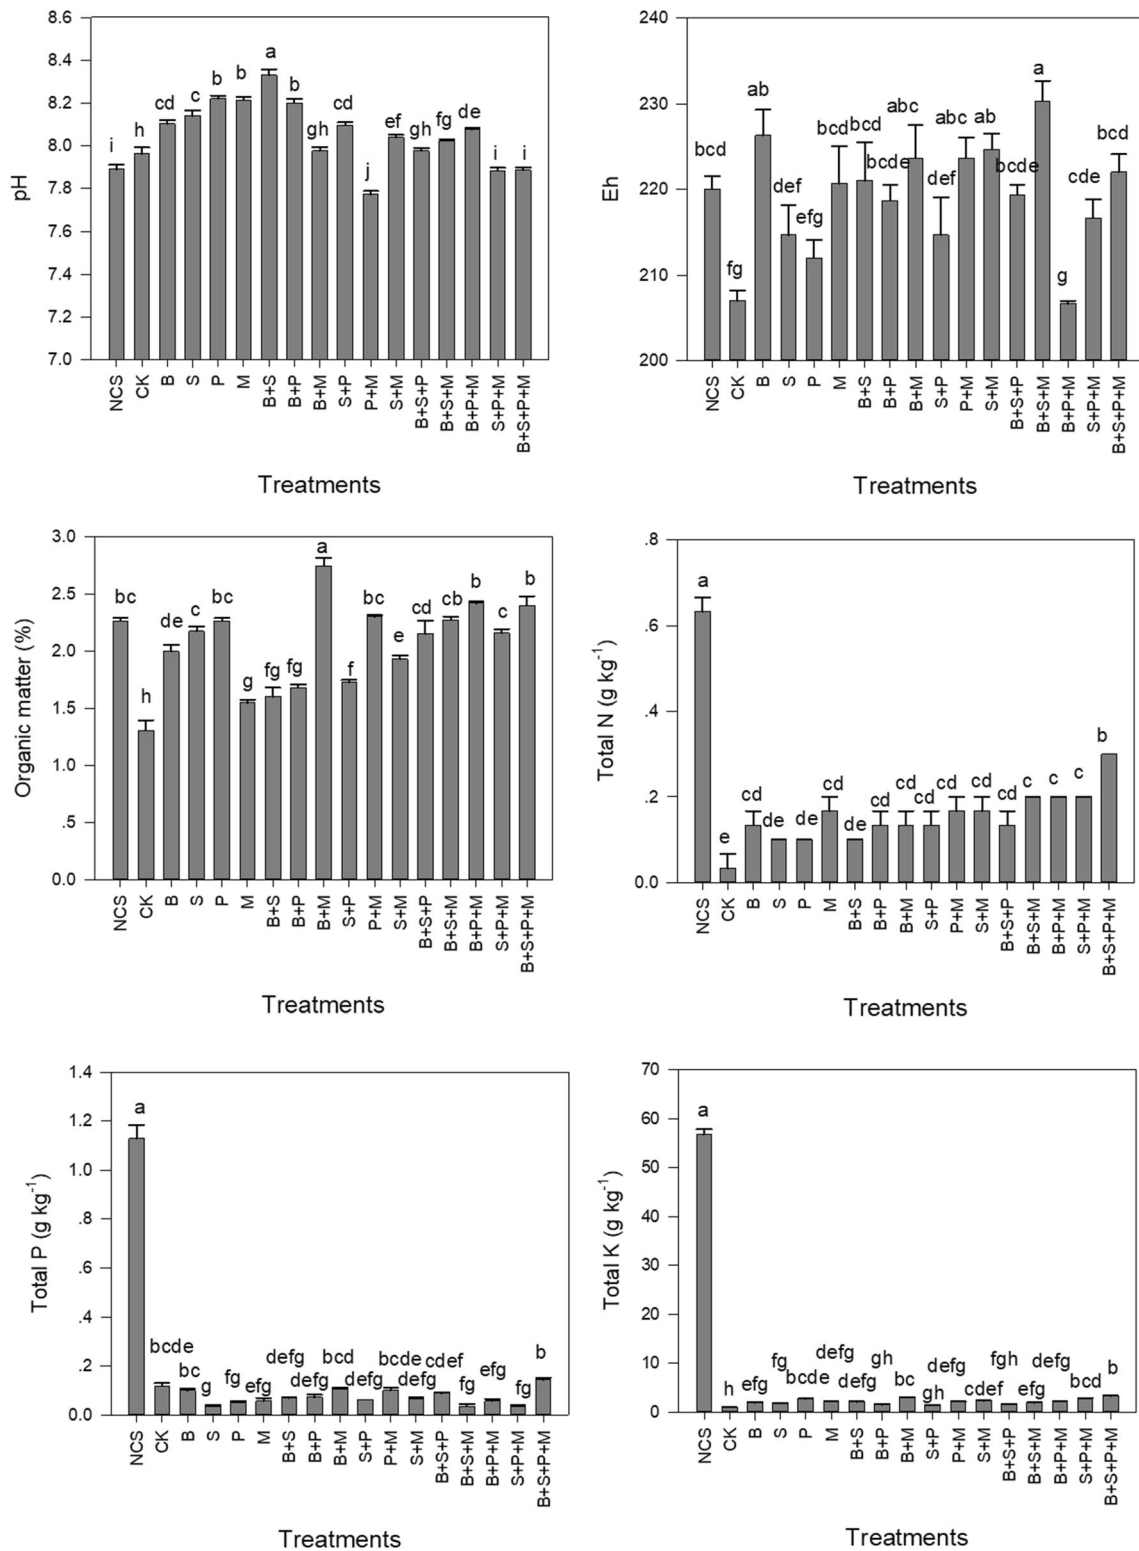 8.6
8.4
8.2
8.0
7.8
7.6
7.4
7.2
7.0
pH
i h cd c b b a b gh cd j ef gh fg de i i
NCS CK B S P M B+S B+P B+M S+P P+M S+M B+S+P B+S+M B+P+M S+P+M B+S+P+M
Treatments
240
230
220
210
200
Eh
bcd fg ab def efg bcd bcd bcde abc def abc ab bcde a g cde bcd
NCS CK B S P M B+S B+P B+M S+P P+M S+M B+S+P B+S+M B+P+M S+P+M B+S+P+M
Treatments
3.0
2.5
2.0
1.5
1.0
.5
0.0
Organic matter (%)
bc h de c bc g fg fg a f bc e cd cb b c b
NCS CK B S P M B+S B+P B+M S+P P+M S+M B+S+P B+S+M B+P+M S+P+M B+S+P+M
Treatments
.8
.6
.4
.2
0.0
Total N (g kg-1)
a e cd de de cd de cd cd cd cd cd cd c c c b
NCS CK B S P M B+S B+P B+M S+P P+M S+M B+S+P B+S+M B+P+M S+P+M B+S+P+M
Treatments
1.4
1.2
1.0
.8
.6
.4
.2
0.0
Total P (g kg-1)
a bcde bc g fg efg defg defg bcd defg bcde defg cdef fg efg fg b
NCS CK B S P M B+S B+P B+M S+P P+M S+M B+S+P B+S+M B+P+M S+P+M B+S+P+M
Treatments
70
60
50
40
30
20
10
0
Total K (g kg-1)
a h efg fg bcde defg defg gh bc gh defg cdef fgh efg defg bcd b
NCS CK B S P M B+S B+P B+M S+P P+M S+M B+S+P B+S+M B+P+M S+P+M B+S+P+M
Treatments